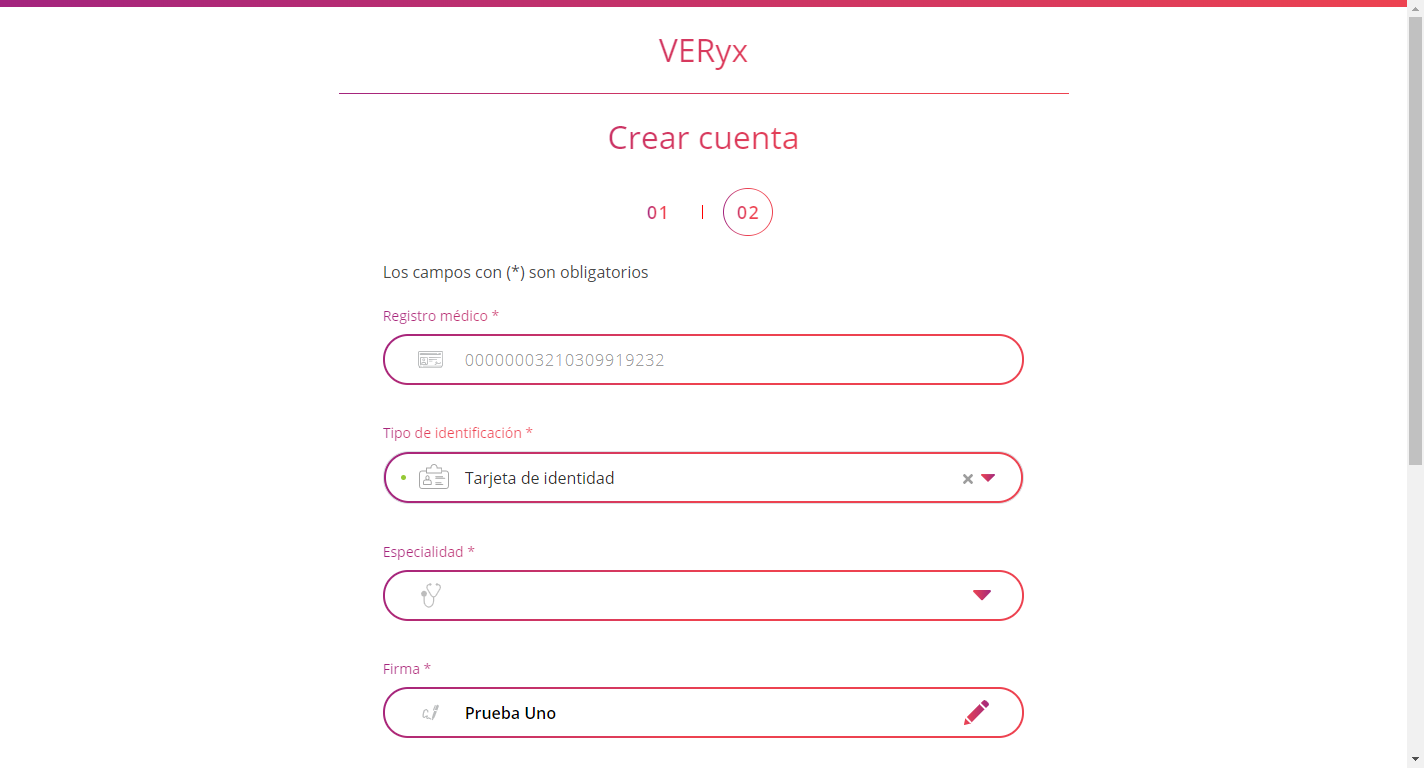 VERyx
Crear cuenta
01 | 02
Los campos con (*) son obligatorios
Registro médico *
00000003210309919232
Tipo de identificación *
Tarjeta de identidad
Especialidad *
Firma *
Prueba Uno